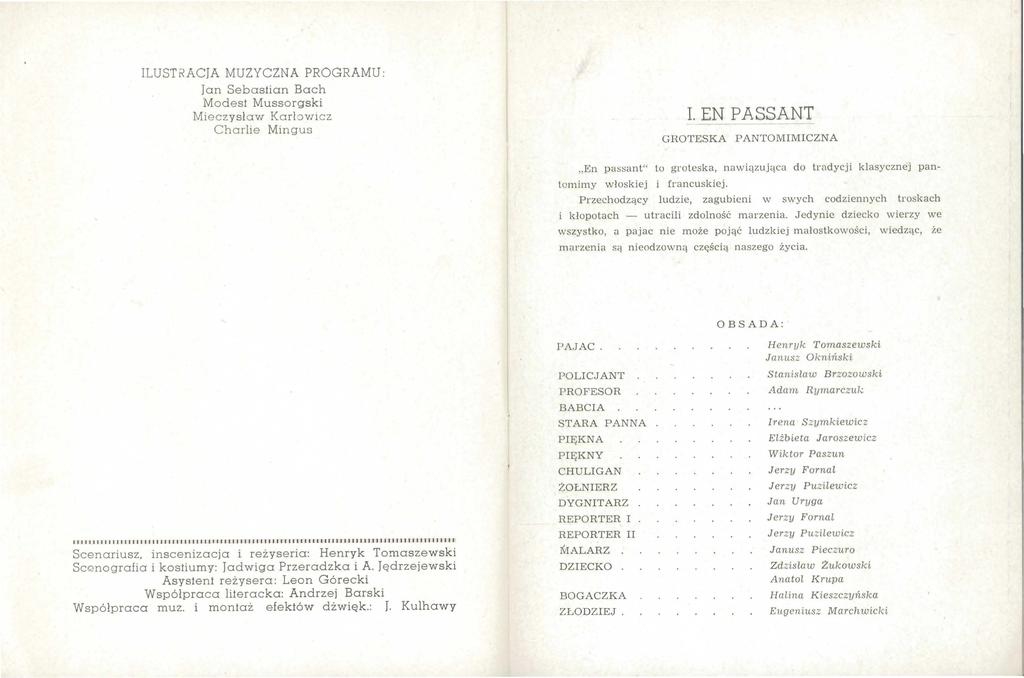 ILUSTRACJA MUZYCZNA PROGRAMU:
Jan Sebastian Bach
Modest Mussorgski
Mieczysław Karłowicz
Charlie Mingus
Scenariusz, inscenizacja i reżyseria: Henryk Tomaszewski
Scenografia i kostiumy: Jadwiga Przeradzka i A. Jędrzejewski
Asystent reżysera: Leon Górecki
Współpraca literacka: Andrzej Barski
Współpraca muz. i montaż efektów dźwięk.: J. Kulhawy
I. EN PASSANT
GROTESKA PANTOMIMICZNA
„En passant" to groteska, nawiązująca do tradycji klasycznej pan-
tomimy włoskiej i francuskiej.
Przechodzący ludzie, zagubieni w swych codziennych troskach
i kłopotach — utracili zdolność marzenia. Jedynie dziecko wierzy we
wszystko, a pajac nie może pojąć ludzkiej małostkowości, wiedząc, że
marzenia są nieodzowną częścią naszego życia.
OBSADA:
PAJAC . . . . . . . . . Henryk Tomaszewski
Janusz Okniński
POLICJANT . . . . . . . Stanisław Brzozowski
PROFESOR . . . . . . . Adam Rymarczuk
BABCIA . . . . . . . . ...
STARA PANNA . . . . . . Irena Szymkiewicz
PIĘKNA . . . . . . . . Elżbieta Jaroszewicz
PIĘKNY . . . . . . . . Wiktor Paszun
CHULIGAN . . . . . . . Jerzy Fornal
ŻOŁNIERZ . . . . . . . Jerzy Puzilewicz
DYGNITARZ . . . . . . . Jan Uryga
REPORTER I . . . . . . . Jerzy Fornal
REPORTER II . . . . . . . Jerzy Puzilewicz
MALARZ . . . . . . . . Janusz Pieczuro
DZIECKO . . . . . . . . Zdzisław Żukowski
Anatol Krupa
BOGACZKA . . . . . . . Halina Kieszczyńska
ZŁODZIEJ . . . . . . . . Eugeniusz Marchwicki